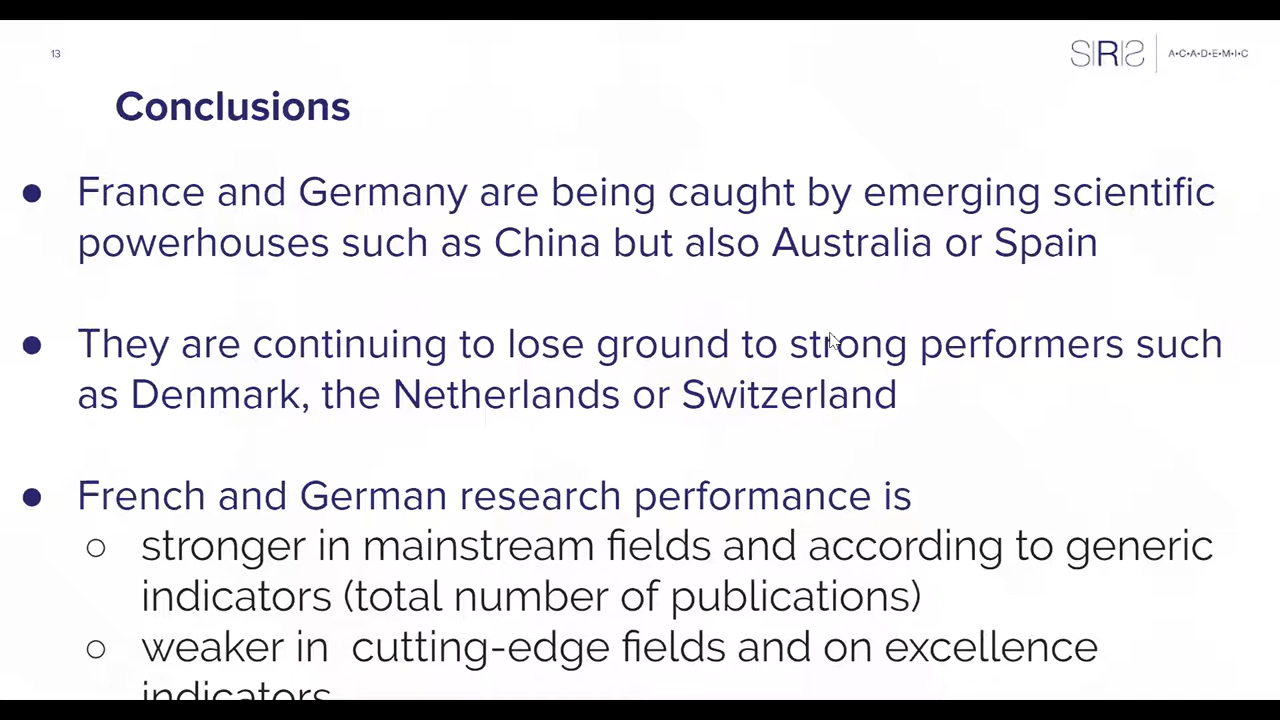 13
SIRIS A•C•A•D•E•M•I•C
Conclusions
● France and Germany are being caught by emerging scientific
powerhouses such as China but also Australia or Spain
● They are continuing to lose ground to strong performers such
as Denmark, the Netherlands or Switzerland
● French and German research performance is
○ stronger in mainstream fields and according to generic
indicators (total number of publications)
○ weaker in cutting-edge fields and on excellence
indicators